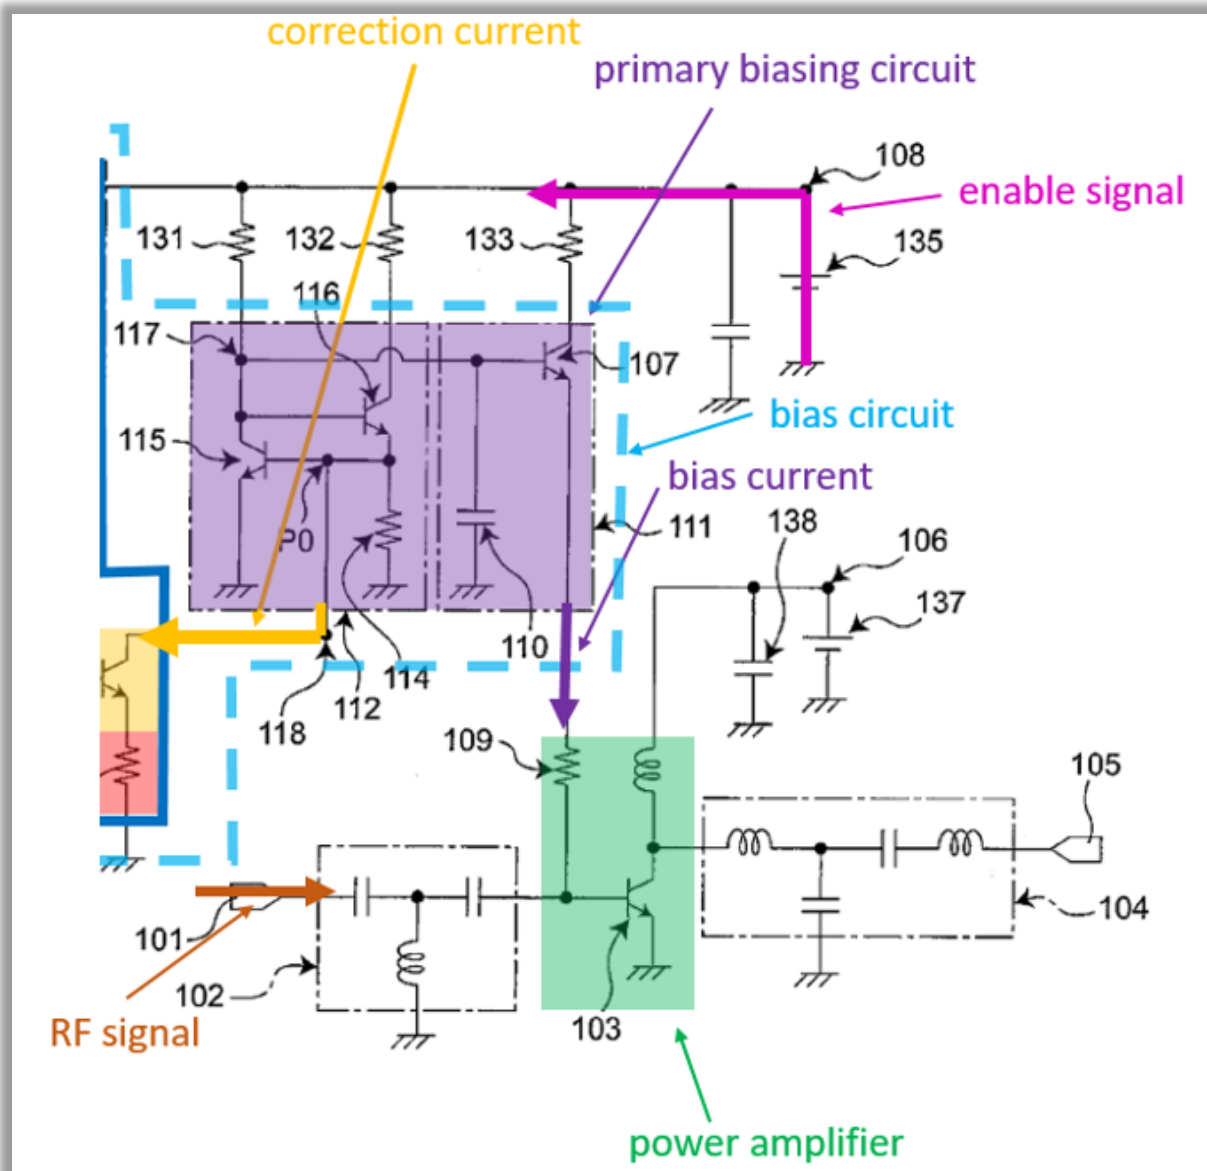 correction current
primary biasing circuit
108
enable signal
131
132
133
135
116
117
107
bias circuit
115
bias current
P0
111
138
106
110
137
114
112
118
109
105
101
104
102
RF signal
103
power amplifier